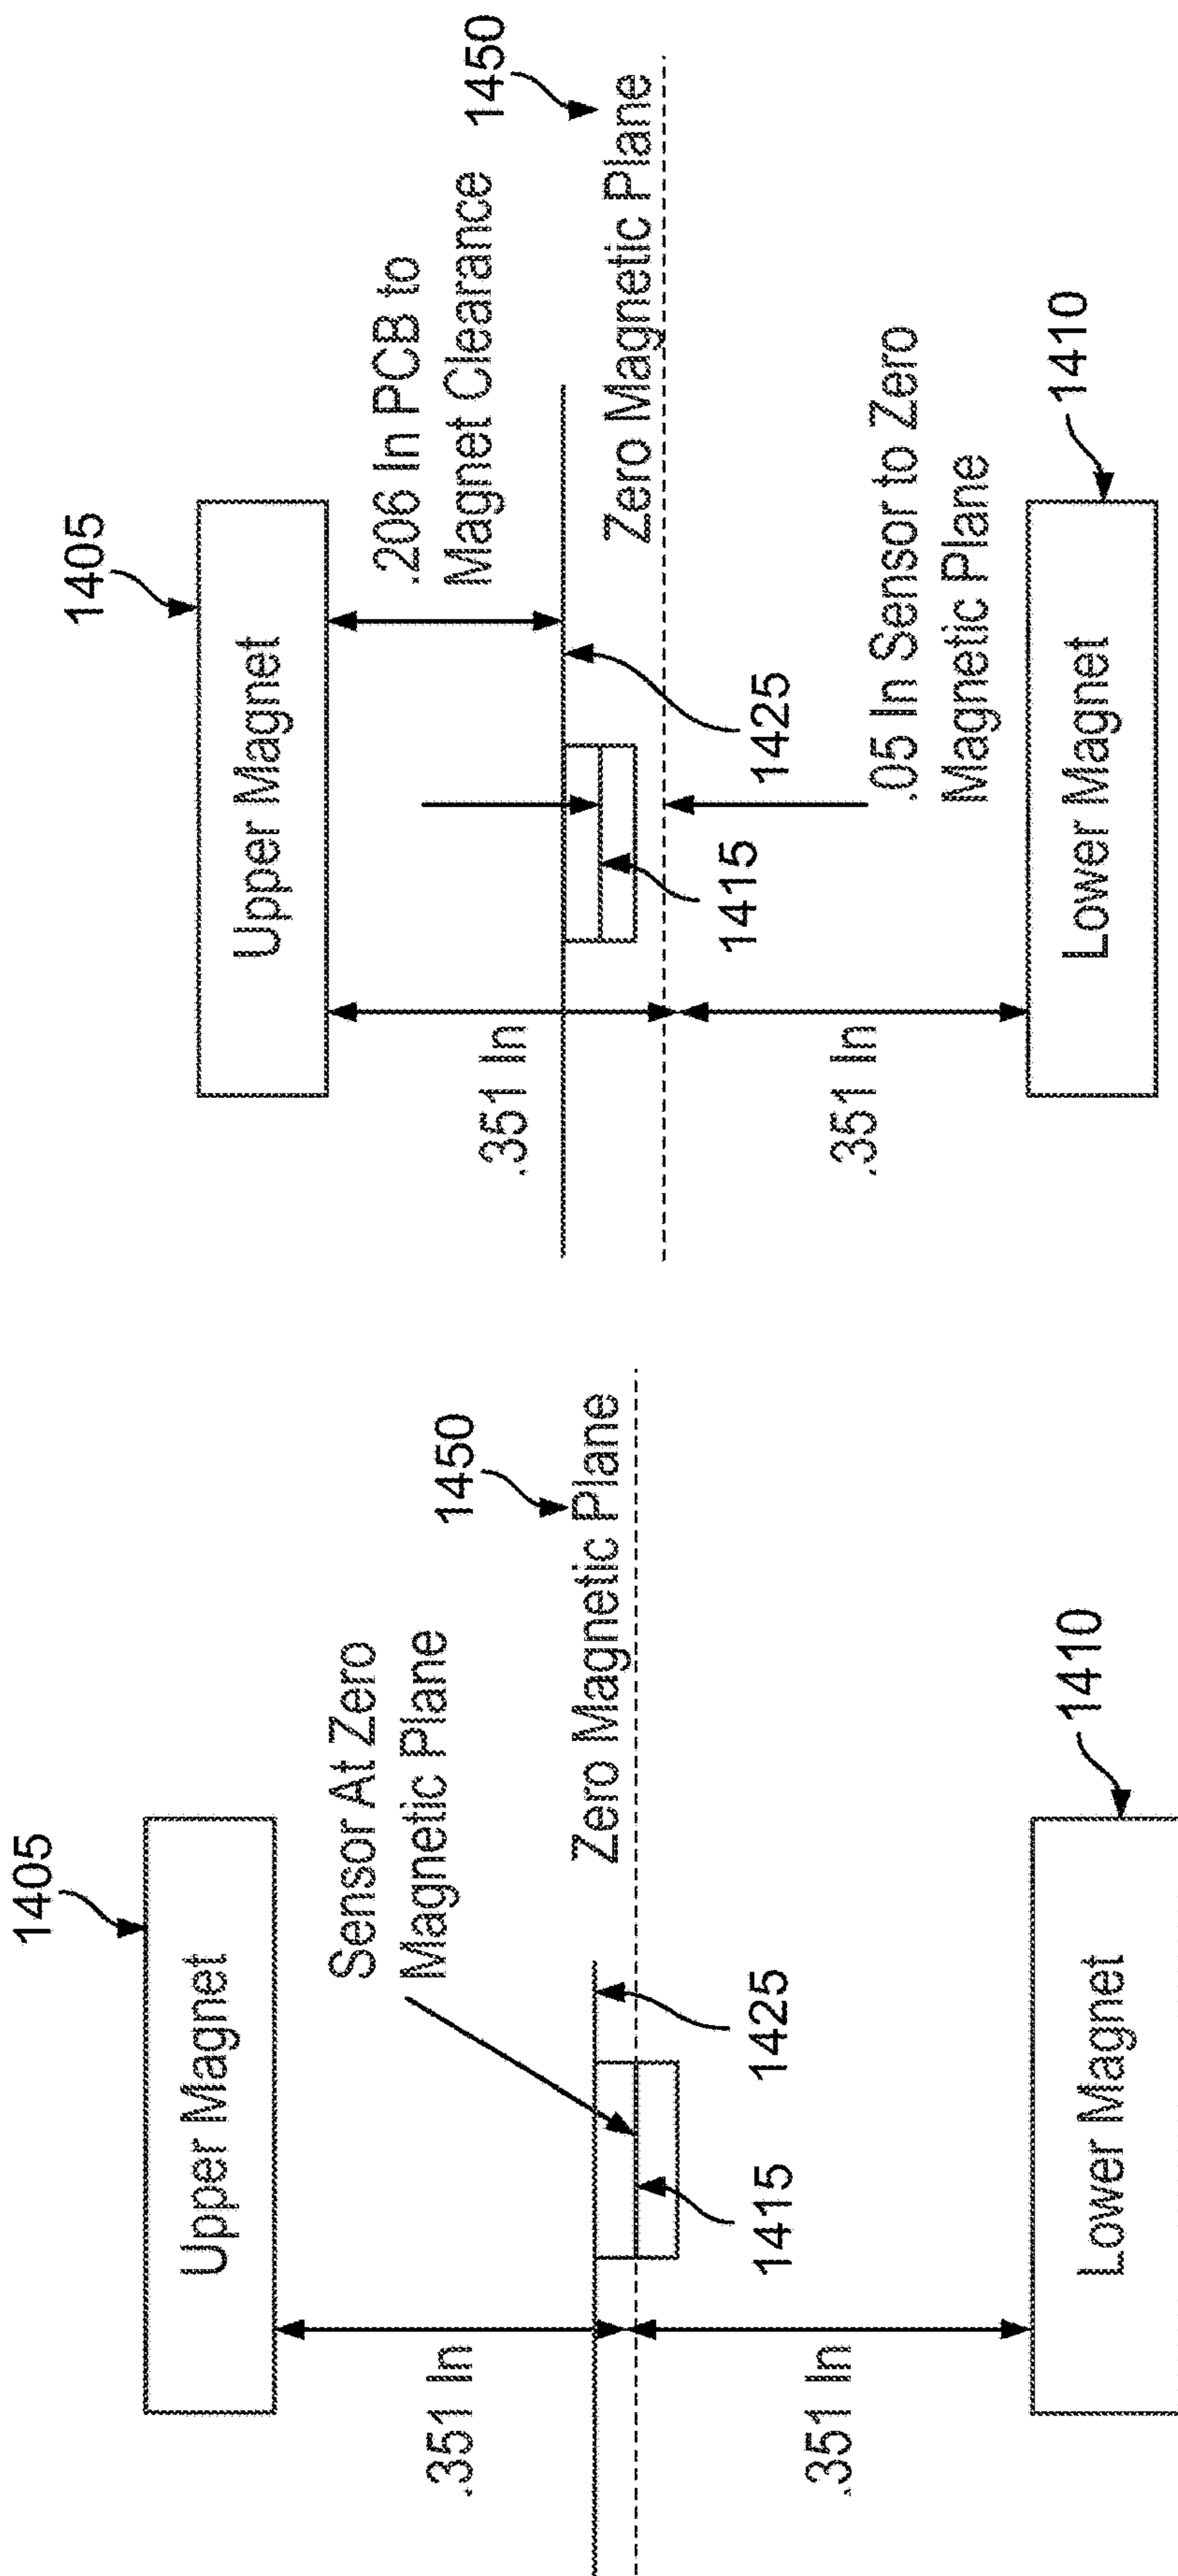 1405
Upper Magnet
Sensor At Zero
Magnetic Plane
1450
Zero Magnetic Plane
.351 In
1425
1415
.351 In
1410
Lower Magnet
1405
Upper Magnet
.206 In PCB to
Magnet Clearance
1450
Zero Magnetic Plane
.351 In
1425
1415
.351 In
.05 In Sensor to Zero
Magnetic Plane
1410
Lower Magnet